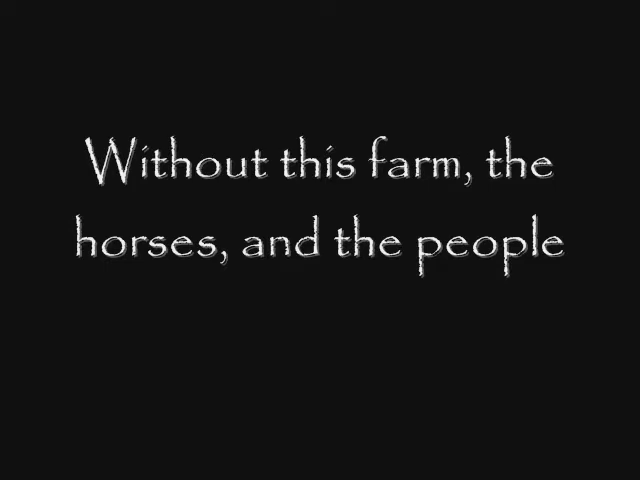 Without this farm, the
horses, and the people